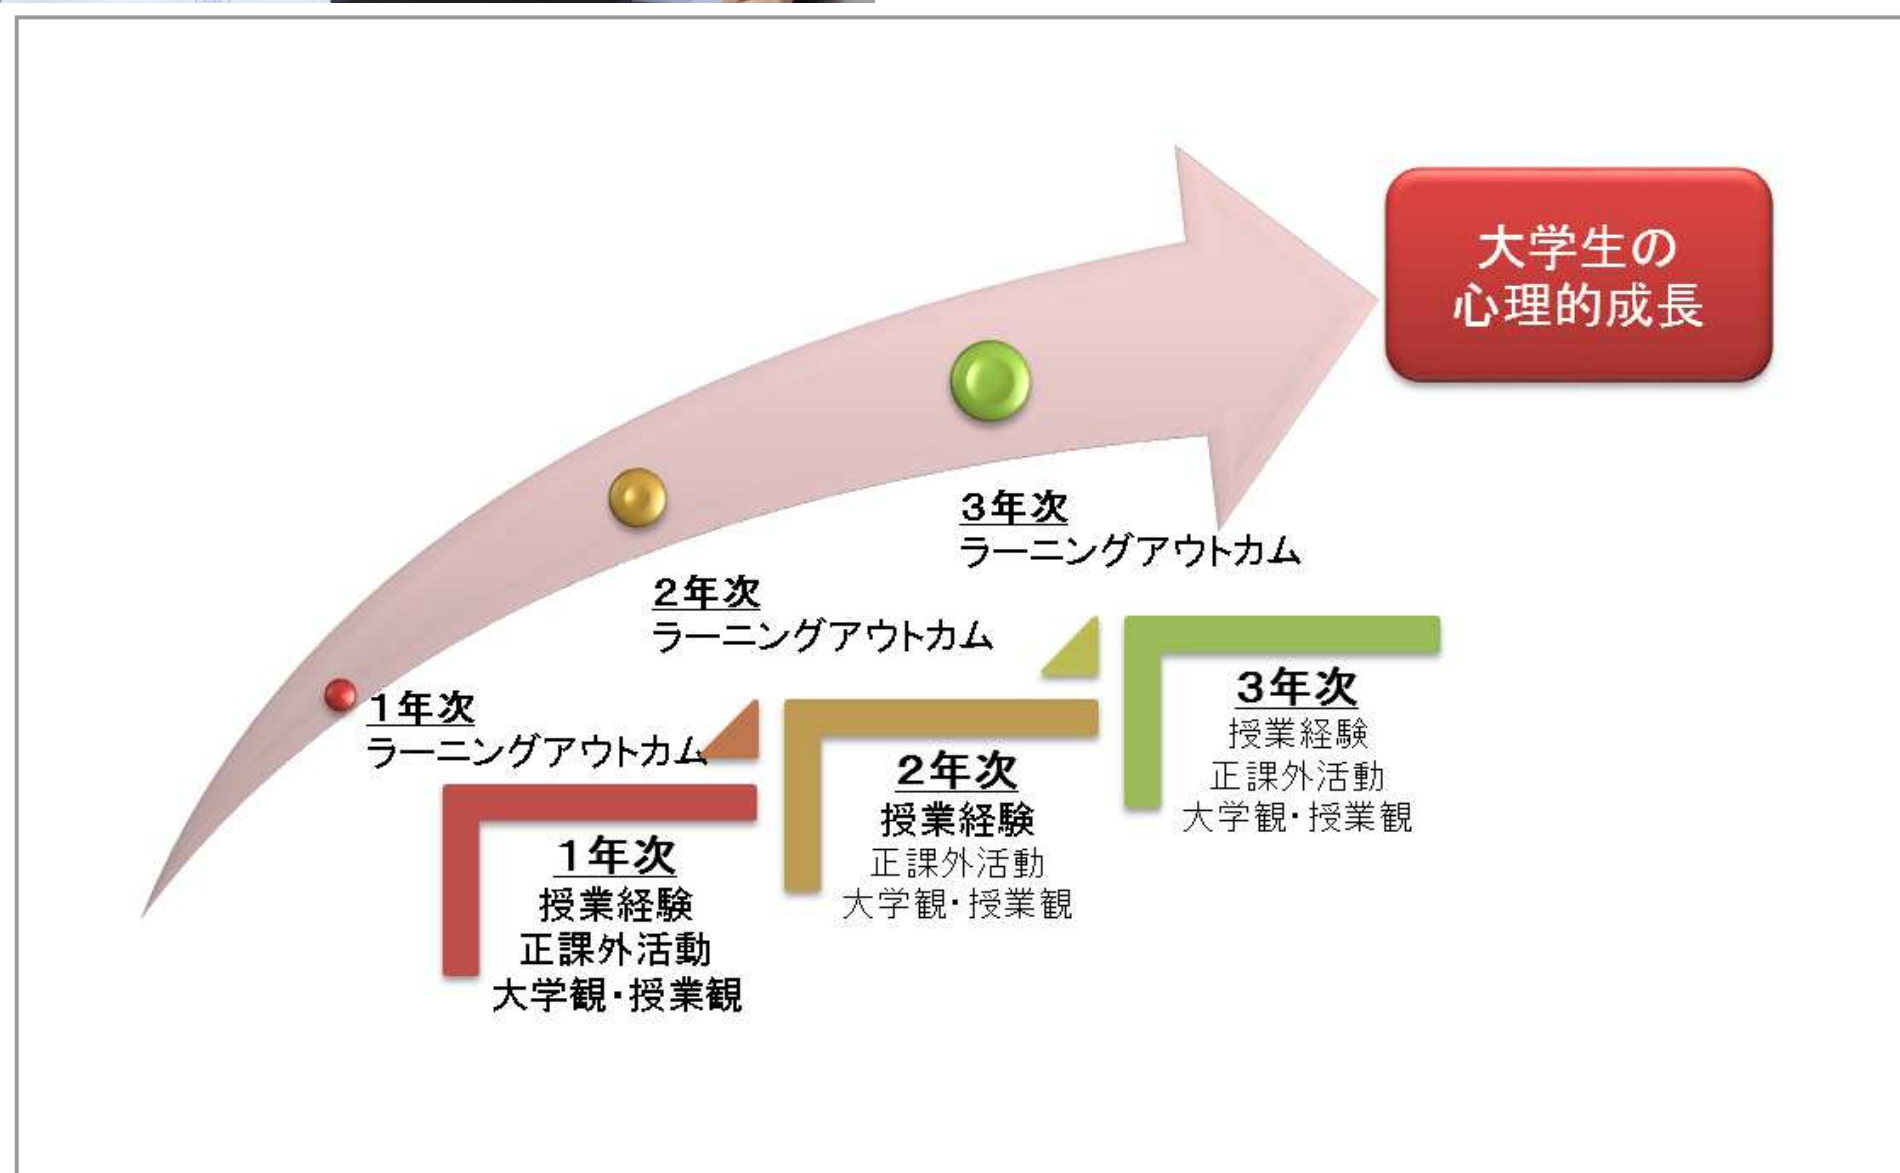 大学生の
心理的成長
３年次
ラーニングアウトカム
２年次
ラーニングアウトカム
１年次
ラーニングアウトカム
３年次
授業経験
正課外活動
大学観・授業観
２年次
授業経験
正課外活動
大学観・授業観
１年次
授業経験
正課外活動
大学観・授業観